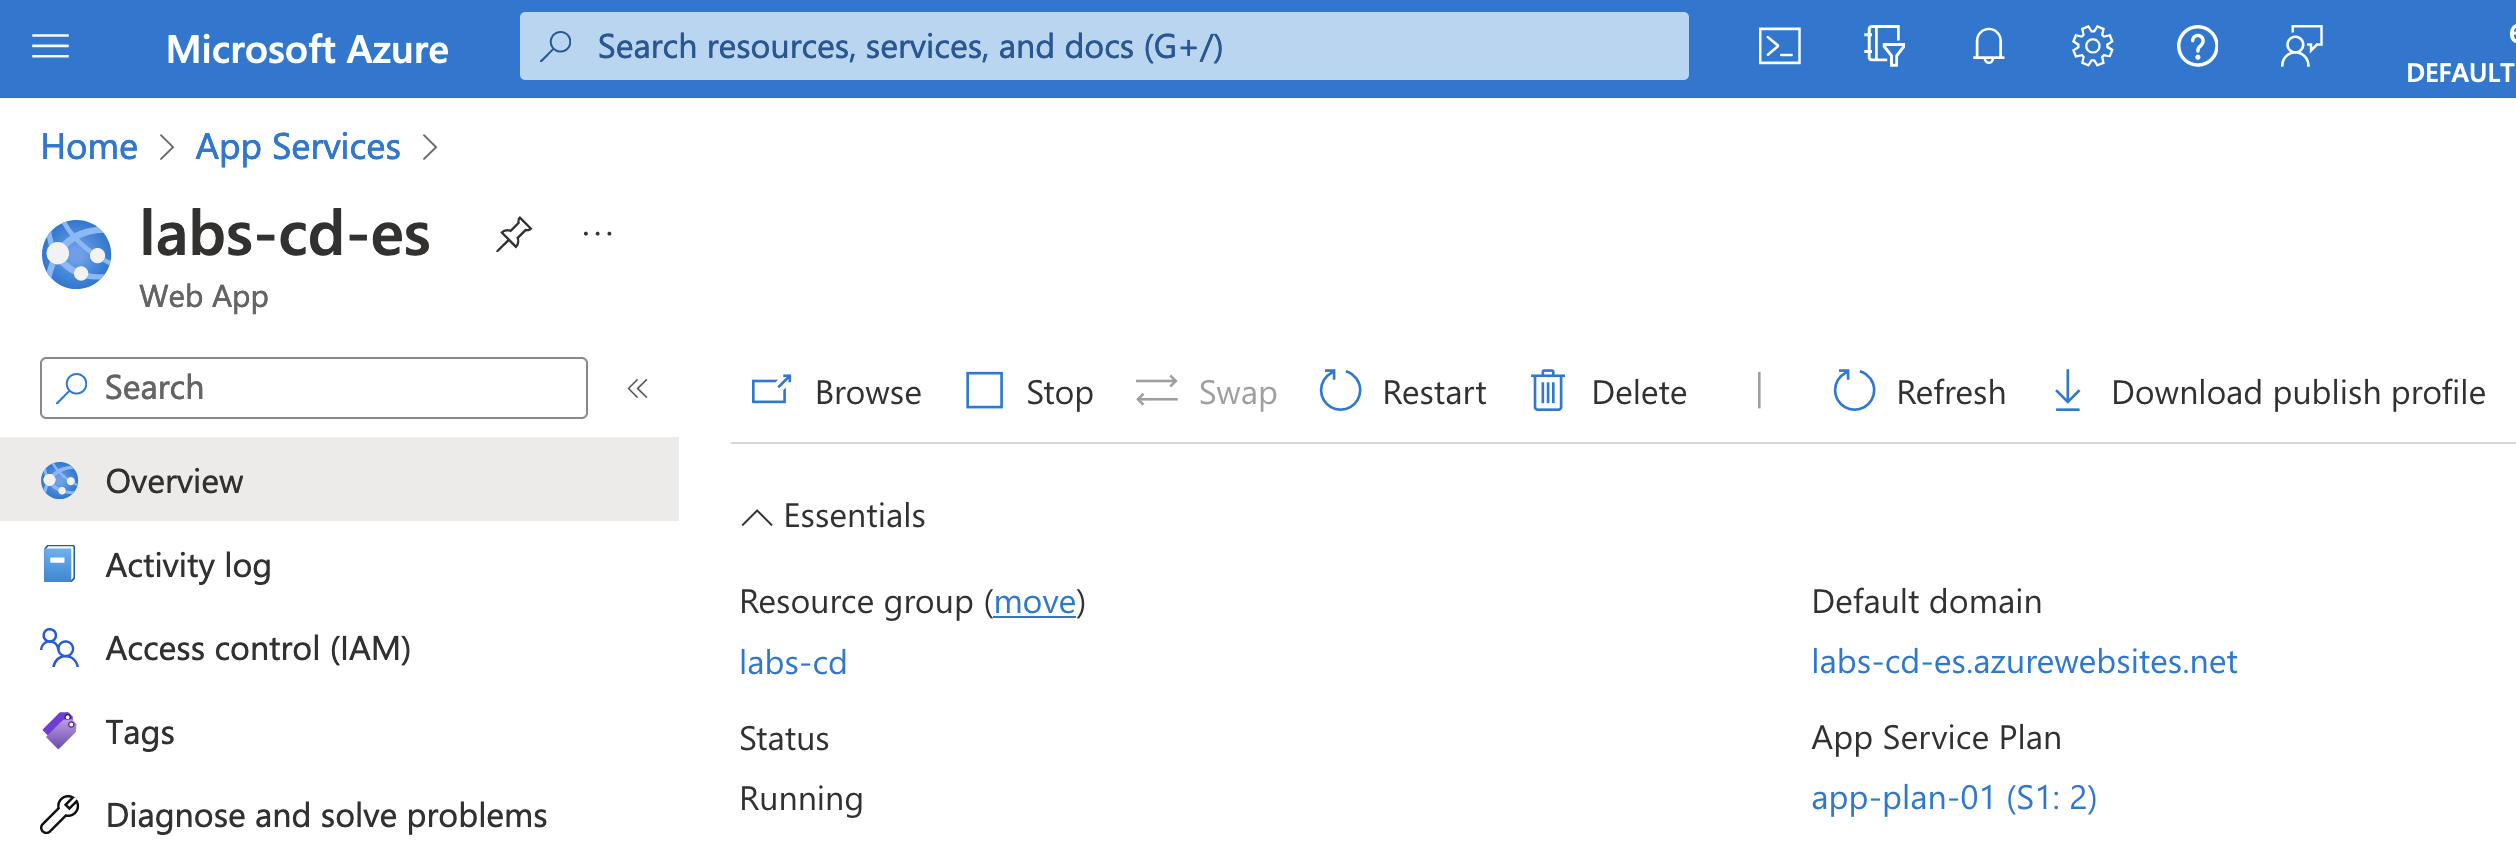 Microsoft Azure
Search resources, services, and docs (G+/)
DEFAULT
Home > App Services >
labs-cd-es
...
Web App
Search
«
Browse
Stop
Swap
Restart
Delete
Refresh
Download publish profile
Overview
Activity log
Access control (IAM)
Tags
Diagnose and solve problems
Essentials
Resource group (move)
labs-cd
Status
Running
Default domain
labs-cd-es.azurewebsites.net
App Service Plan
app-plan-01 (S1: 2)